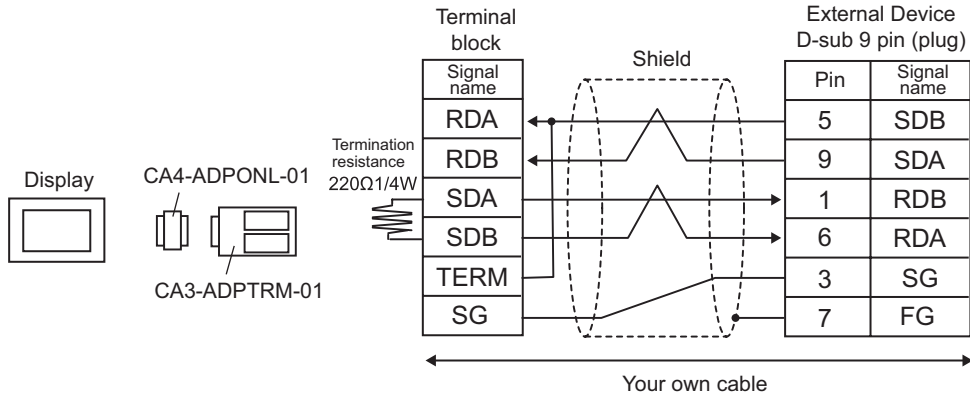 Display
CA4-ADPONL-01
CA3-ADPTRM-01
Termination
resistance
220Ω1/4W
Terminal
block
Signal
name
RDA
RDB
SDA
SDB
TERM
SG
Shield
External Device
D-sub 9 pin (plug)
Pin Signal
name
5 SDB
9 SDA
1 RDB
6 RDA
3 SG
7 FG
Your own cable